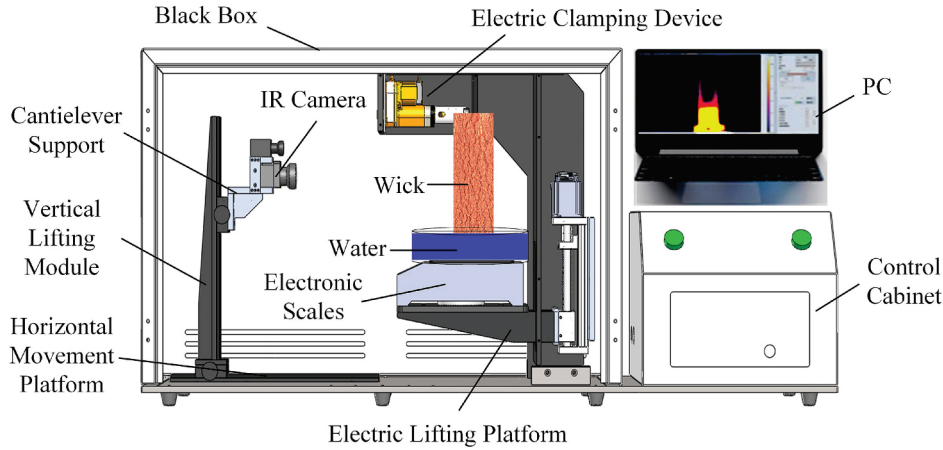 Black Box
Electric Clamping Device
IR Camera
PC
Cantielever
Support
Wick
Vertical
Lifting
Module
Water
Electronic
Scales
Control
Cabinet
Horizontal
Movement
Platform
Electric Lifting Platform